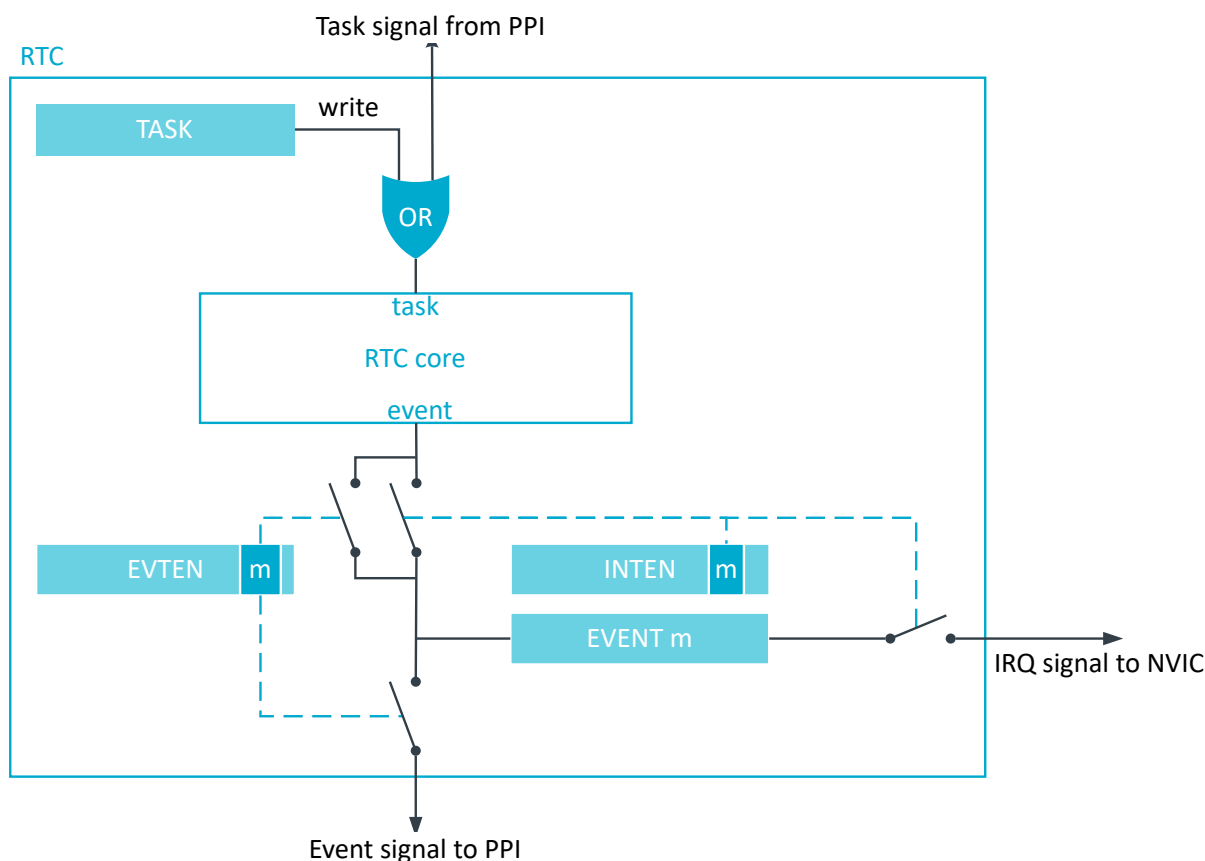 Task signal from PPI
RTC
write
TASK
OR
task
RTC core
event
EVTEN m
INTEN m
EVENT m
IRQ signal to NVIC
Event signal to PPI